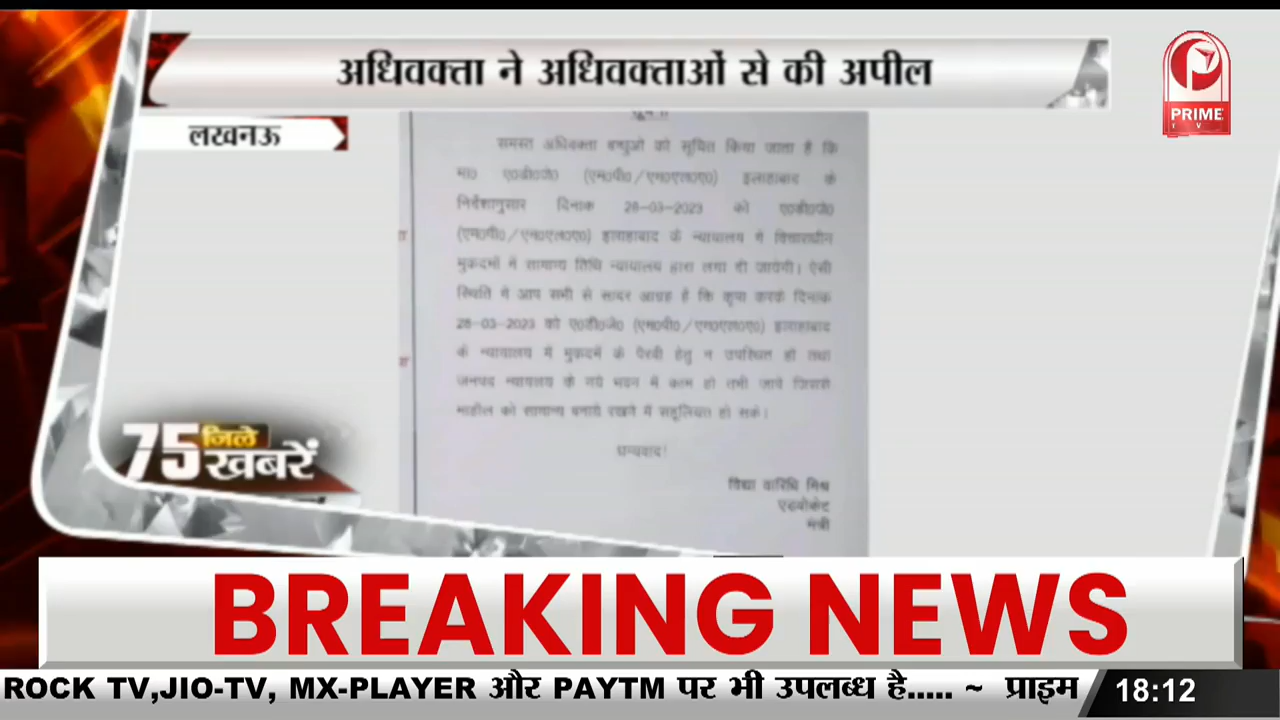 अधिवक्ता ने अधिवक्ताओं से की अपील
PRIME
TV
लखनऊ
समस्त अधिवक्ता बन्धुओं को सूचित किया जाता है कि
मा0 ए0डी0जे0 (एम0पी0/एम0एल0ए0) इलाहाबाद के
निर्देशानुसार दिनांक 28-03-2023 को ए0डी0जे0
(एम0पी0/एम0एल0ए0) इलाहाबाद के न्यायालय में विचाराधीन
मुकदमों में सामान्य तिथि न्यायालय द्वारा लगा दी जायेगी। ऐसी
स्थिति में आप सभी से सादर आग्रह है कि कृपा करके दिनांक
28-03-2023 को ए0डी0जे0 (एम0पी0/एम0एल0ए0) इलाहाबाद
के न्यायालय में मुकदमें के पैरवी हेतु न उपस्थित हों तथा
जनपद न्यायालय के नये भवन में काम हो तभी जाये जिससे
माहौल को सामान्य बनाये रखने में सहूलियत हो सके।
धन्यवाद!
विद्या वारिधि मिश्र
एडवोकेट
मंत्री
75 जिले
खबरें
BREAKING NEWS
ROCK TV,JIO-TV, MX-PLAYER और PAYTM पर भी उपलब्ध है..... ~ प्राइम
18:12